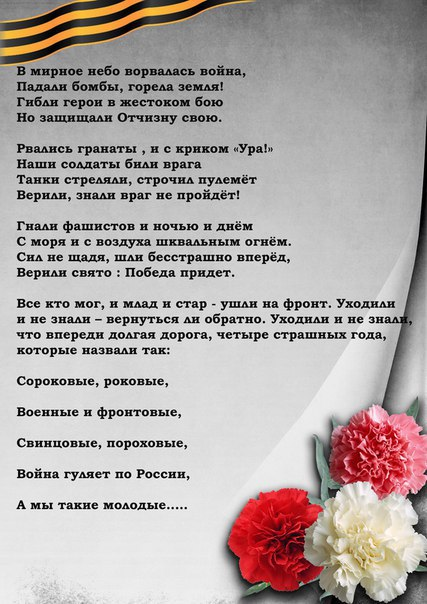 В мирное небо ворвалась война,
Падали бомбы, горела земля!
Гибли герои в жестоком бою
Но защищали Отчизну свою.
Рвались гранаты , и с криком «Ура!»
Наши солдаты били врага
Танки стреляли, строчил пулемёт
Верили, знали враг не пройдёт!
Гнали фашистов и ночью и днём
С моря и с воздуха шквальным огнём.
Сил не щадя, шли бесстрашно вперёд,
Верили свято : Победа придет.
Все кто мог, и млад и стар - ушли на фронт. Уходили
и не знали – вернуться ли обратно. Уходили и не знали,
что впереди долгая дорога, четыре страшных года,
которые назвали так:
Сороковые, роковые,
Военные и фронтовые,
Свинцовые, пороховые,
Война гуляет по России,
А мы такие молодые.....